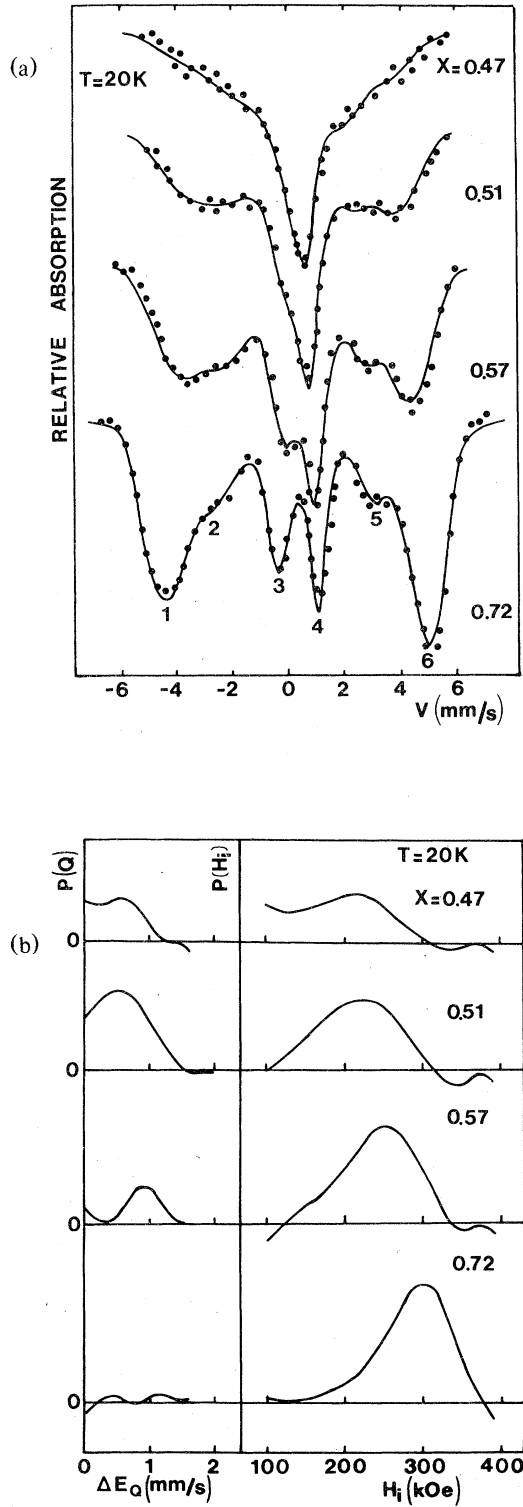 (a)
T=20K
X=0.47
0.51
0.57
0.72
RELATIVE ABSORPTION
1
2
3
4
5
6
-6 -4 -2 0 2 4 6
V (mm/s)
(b)
P(Q)
P(Hi)
T=20K
X=0.47
0
0.51
0
0.57
0
0.72
0
0 1 2 100 200 300 400
ΔEQ (mm/s) Hi (kOe)